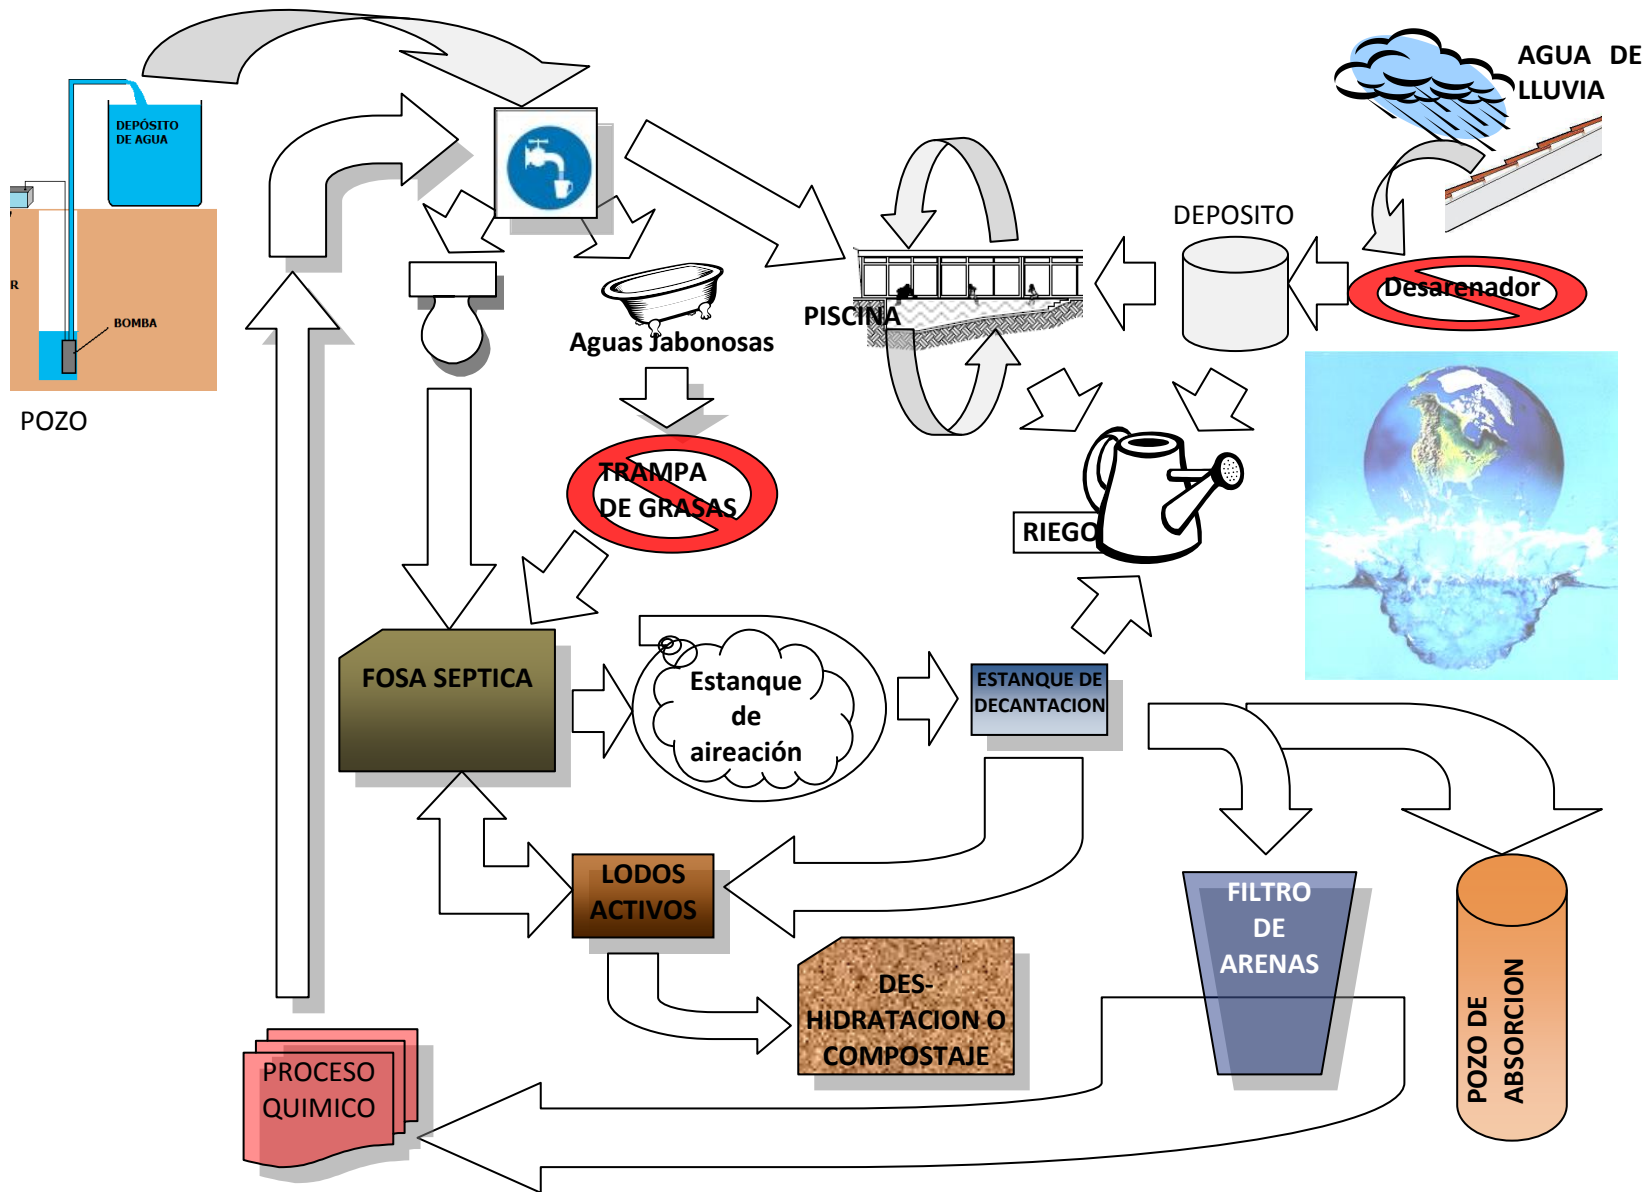 AGUA DE
LLUVIA
DEPÓSITO
DE AGUA
DEPOSITO
R
BOMBA
POZO
Desarenador
PISCINA
Aguas Jabonosas
TRAMPA
DE GRASAS
RIEGO
FOSA SEPTICA
Estanque
de
aireación
ESTANQUE DE
DECANTACION
LODOS
ACTIVOS
FILTRO
DE
ARENAS
POZO DE
ABSORCION
DES-
HIDRATACION O
COMPOSTAJE
PROCESO
QUIMICO